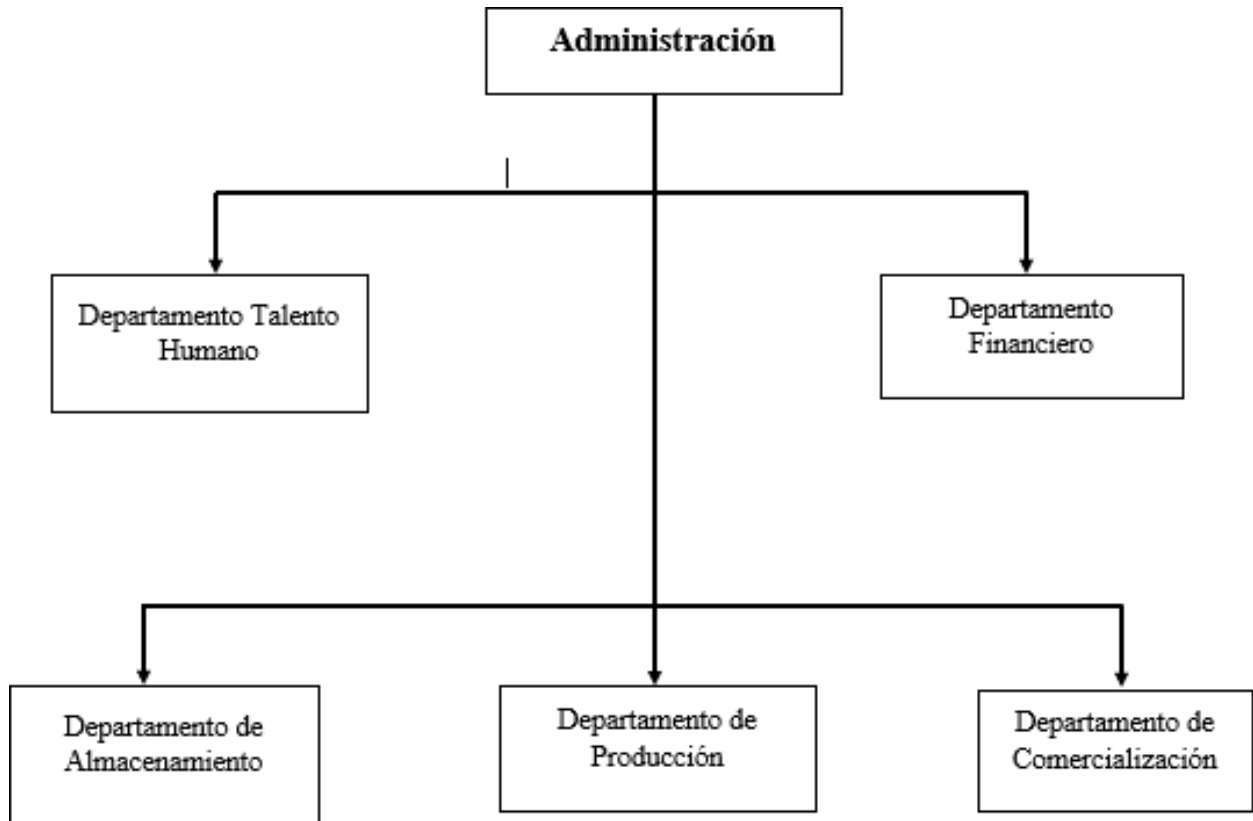 Administración
Departamento Talento
Humano
Departamento
Financiero
Departamento de
Almacenamiento
Departamento de
Producción
Departamento de
Comercialización